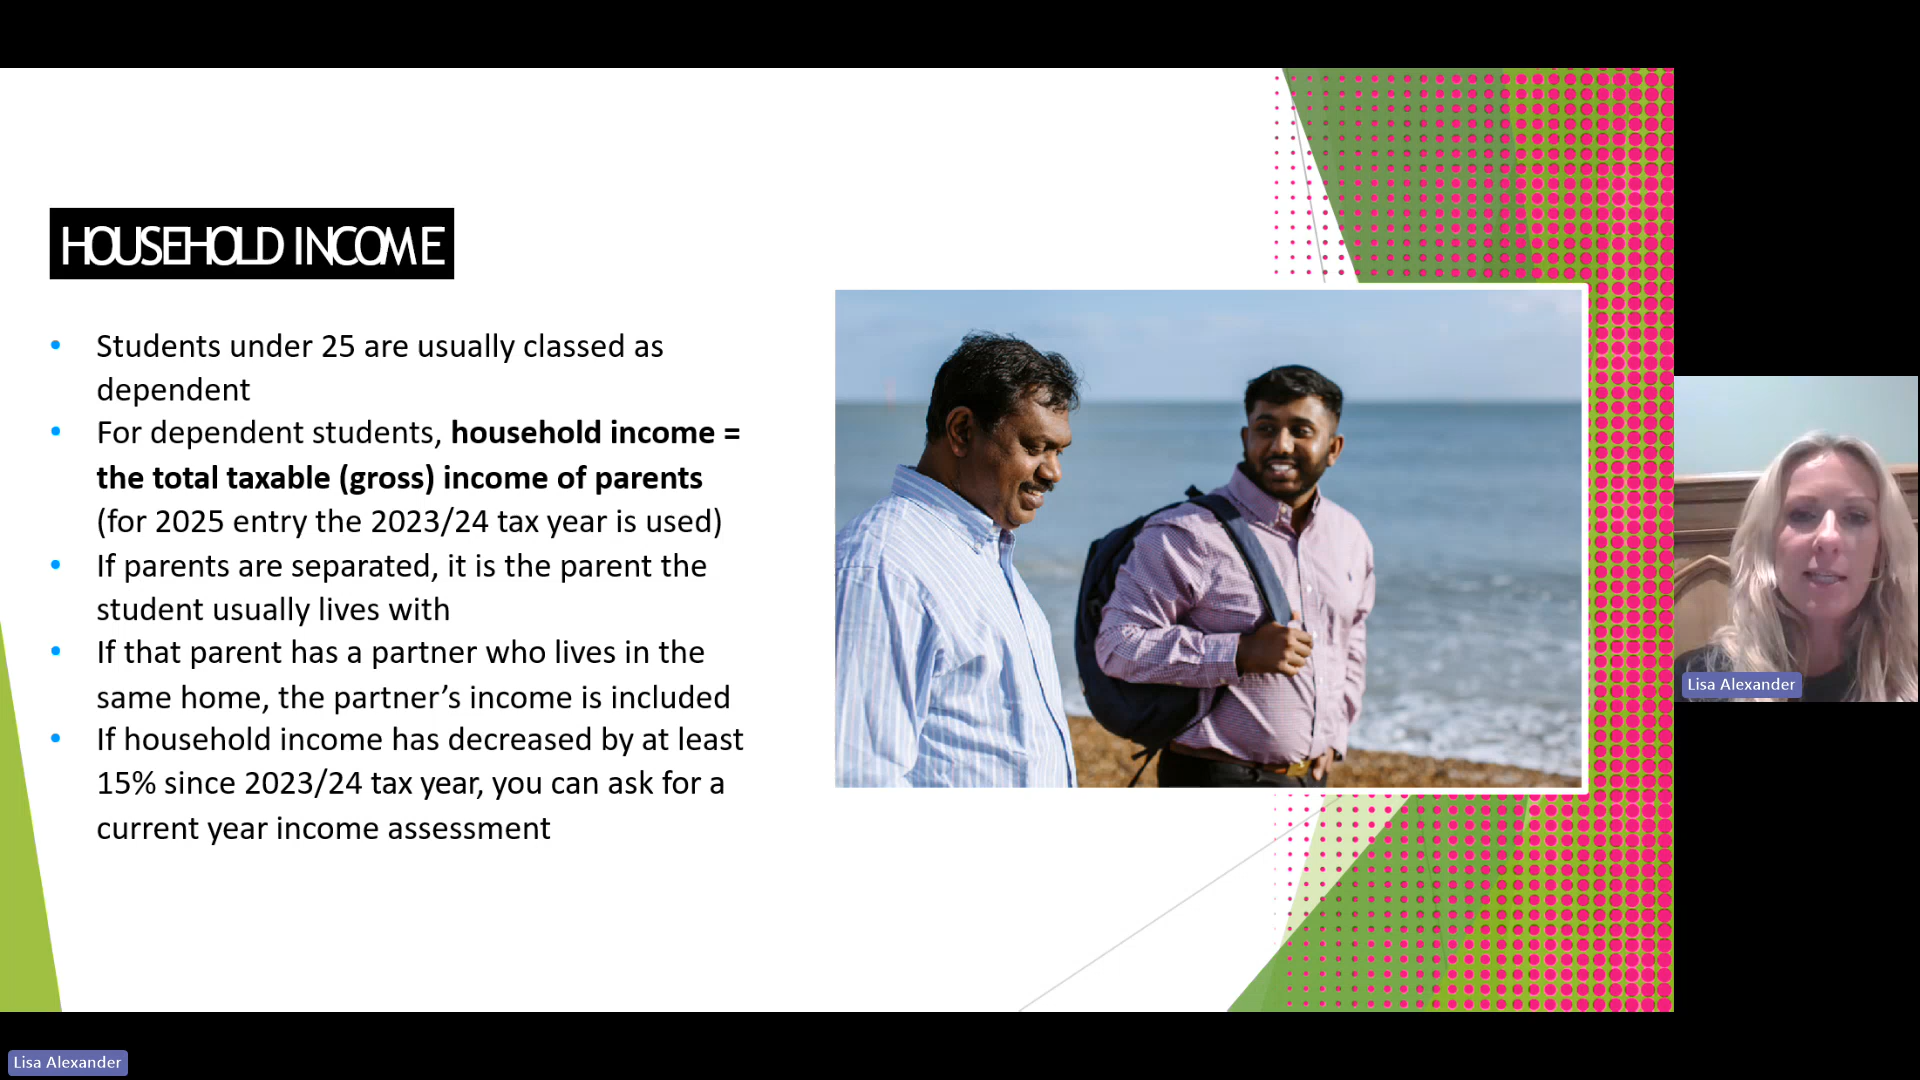 HOUSEHOLD INCOME
• Students under 25 are usually classed as
dependent
• For dependent students, household income =
the total taxable (gross) income of parents
(for 2025 entry the 2023/24 tax year is used)
• If parents are separated, it is the parent the
student usually lives with
• If that parent has a partner who lives in the
same home, the partner’s income is included
• If household income has decreased by at least
15% since 2023/24 tax year, you can ask for a
current year income assessment
Lisa Alexander
Lisa Alexander